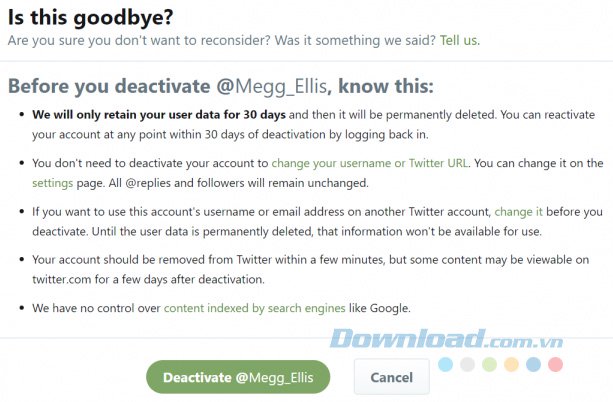 Is this goodbye?
Are you sure you don't want to reconsider? Was it something we said? Tell us.
Before you deactivate @Megg_Ellis, know this:
• We will only retain your user data for 30 days and then it will be permanently deleted. You can reactivate
your account at any point within 30 days of deactivation by logging back in.
• You don't need to deactivate your account to change your username or Twitter URL. You can change it on the
settings page. All @replies and followers will remain unchanged.
• If you want to use this account's username or email address on another Twitter account, change it before you
deactivate. Until the user data is permanently deleted, that information won't be available for use.
• Your account should be removed from Twitter within a few minutes, but some content may be viewable on
twitter.com for a few days after deactivation.
• We have no control over content indexed by search engines like Google.
Download.com.vn
Deactivate @Megg_Ellis
Cancel